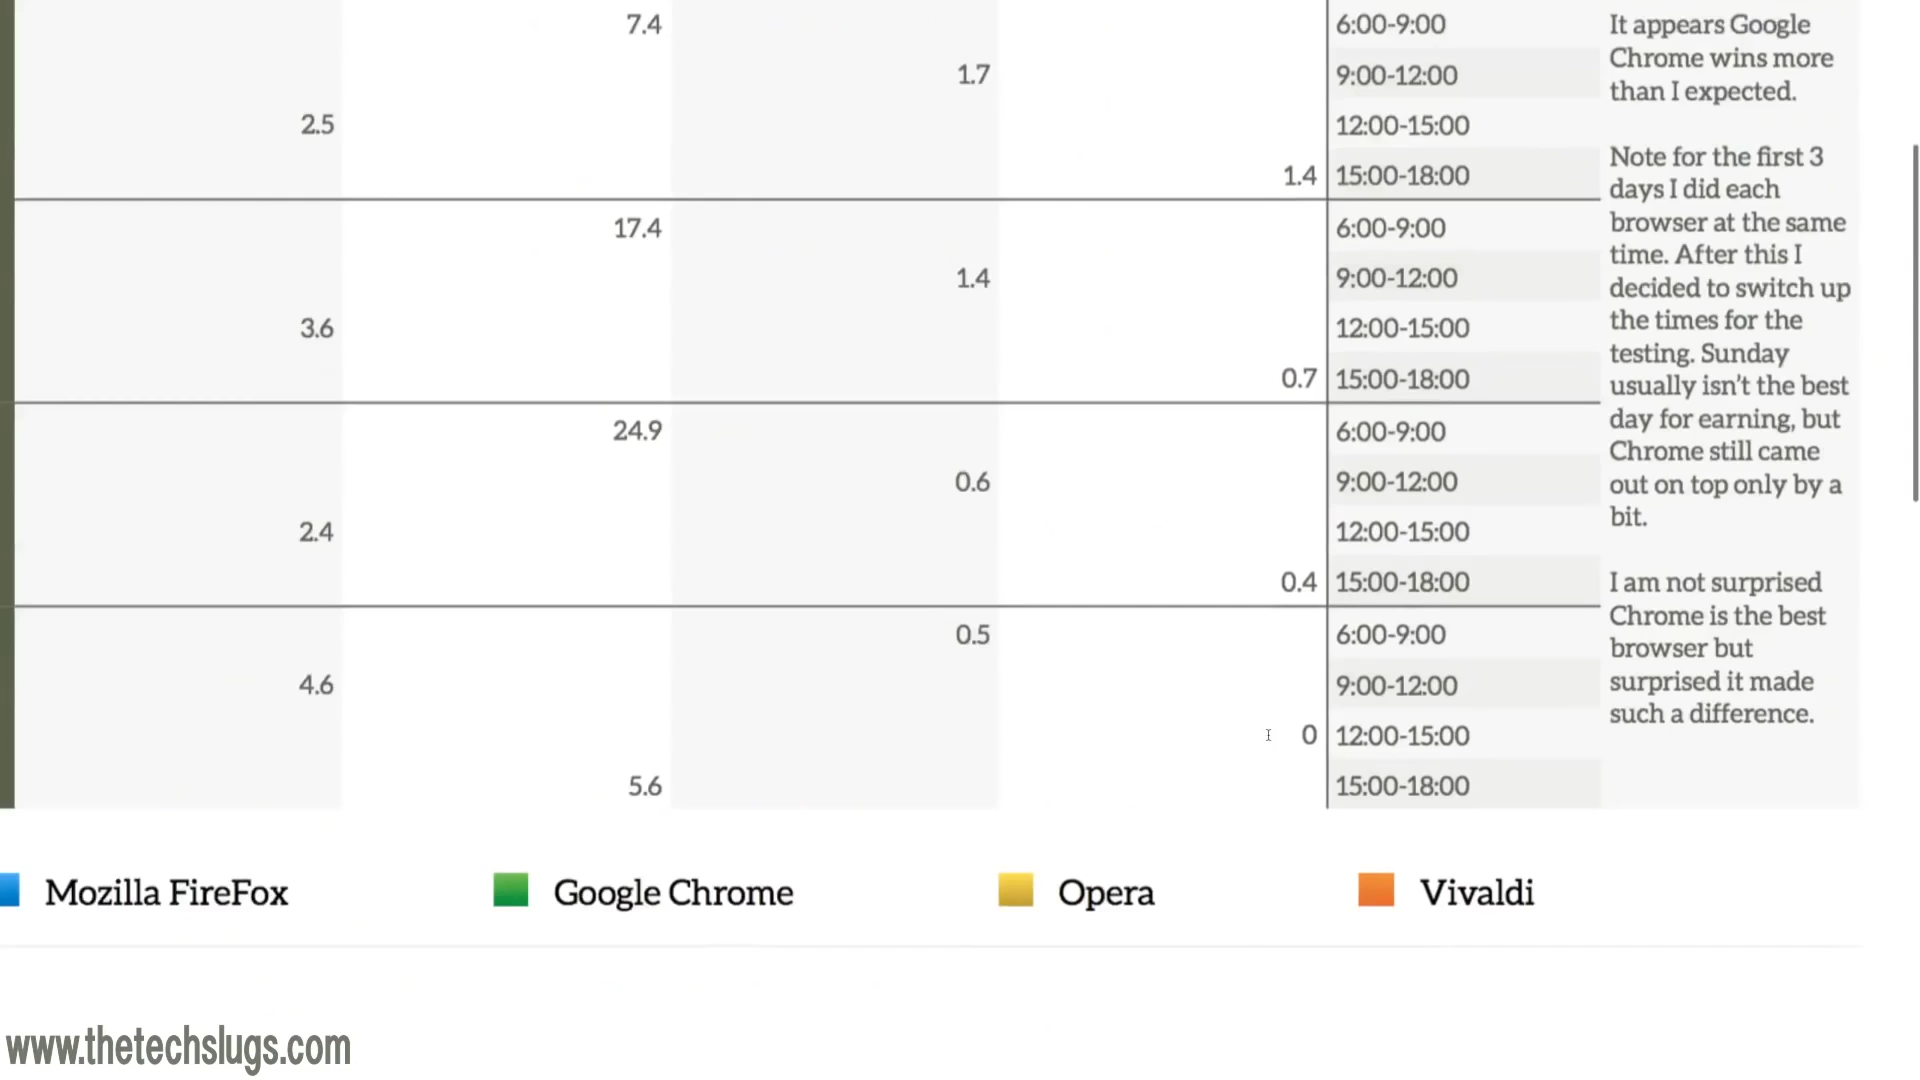 7.4 6:00-9:00
1.7 9:00-12:00
2.5 12:00-15:00
1.4 15:00-18:00
17.4 6:00-9:00
1.4 9:00-12:00
3.6 12:00-15:00
0.7 15:00-18:00
24.9 6:00-9:00
0.6 9:00-12:00
2.4 12:00-15:00
0.4 15:00-18:00
0.5 6:00-9:00
4.6 9:00-12:00
0 12:00-15:00
5.6 15:00-18:00
It appears Google
Chrome wins more
than I expected.
Note for the first 3
days I did each
browser at the same
time. After this I
decided to switch up
the times for the
testing. Sunday
usually isn't the best
day for earning, but
Chrome still came
out on top only by a
bit.
I am not surprised
Chrome is the best
browser but
surprised it made
such a difference.
Mozilla FireFox Google Chrome Opera Vivaldi
www.thetechslugs.com